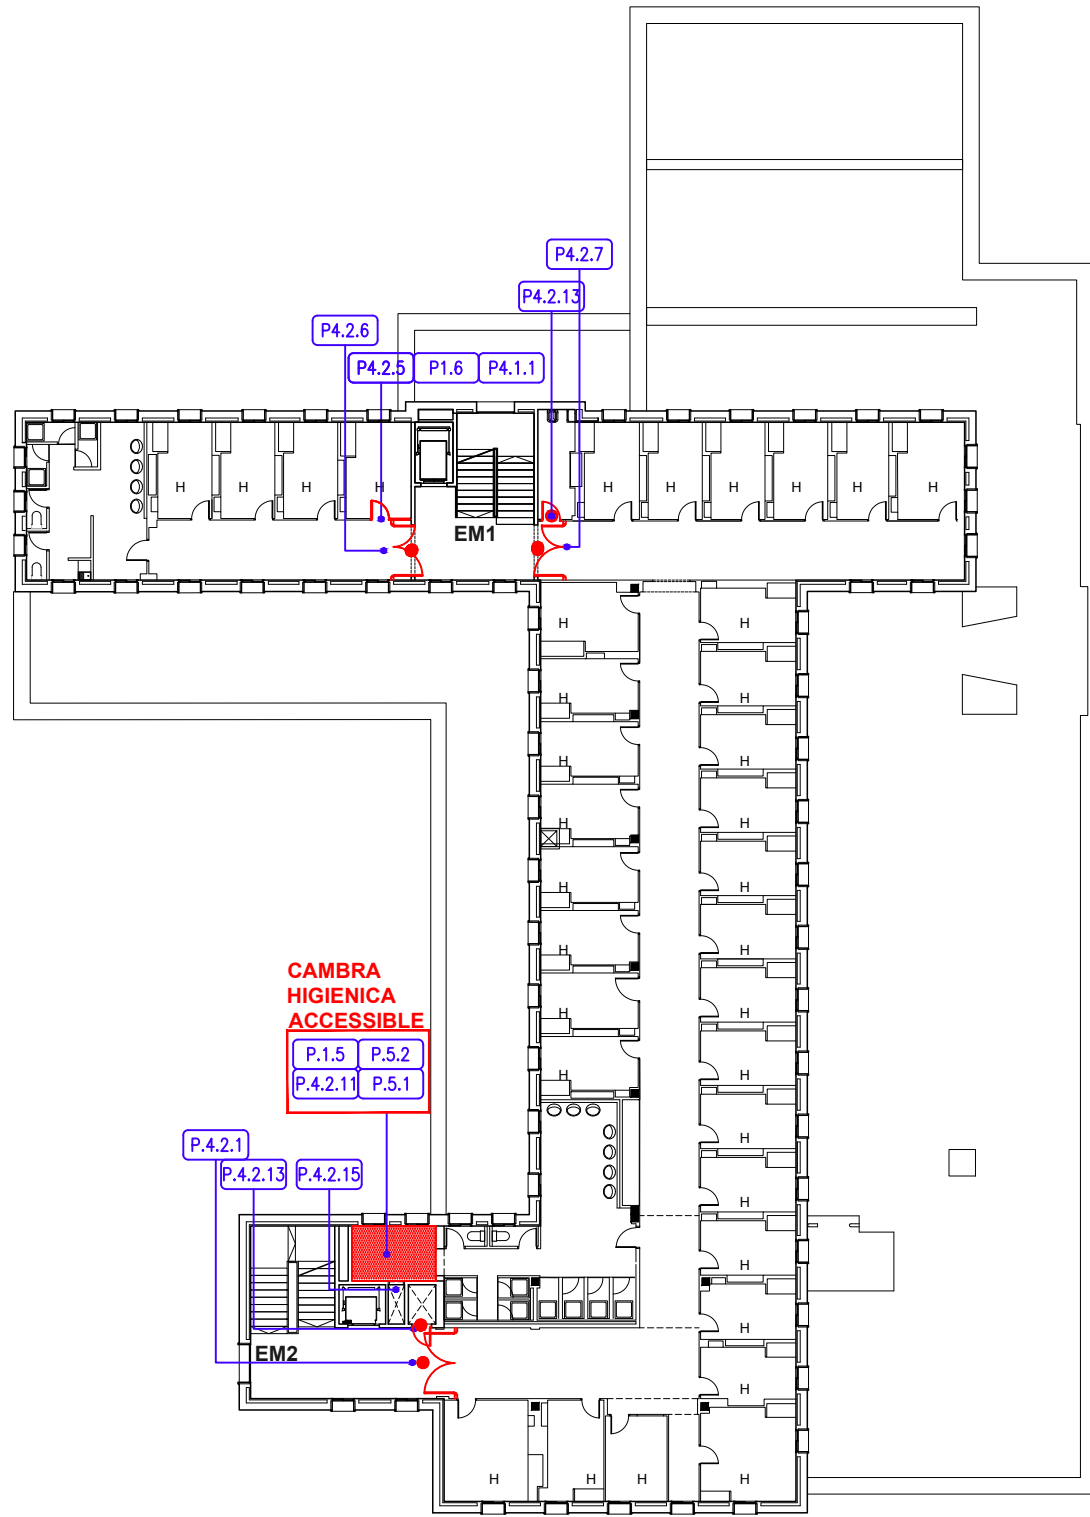 P4.2.7
P4.2.13
P4.2.6
P4.2.5 P1.6 P4.1.1
H H H H H H H H H H
EM1
H H
H H
H H
H H
H H
H H
H H
H H
CAMBRA
HIGIENICA
ACCESSIBLE
P.1.5 P.5.2
P.4.2.11 P.5.1
P.4.2.1
P.4.2.13 P.4.2.15
H
H
H
H
EM2
H
H H H H